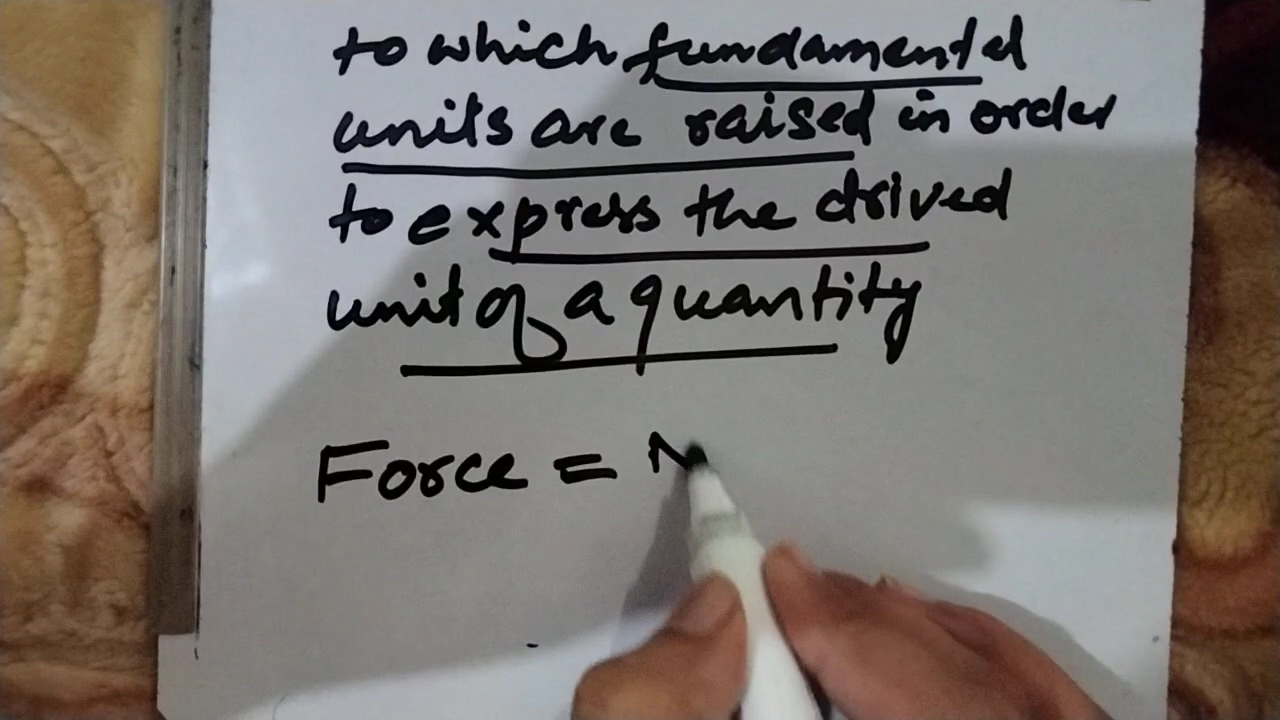 to which fundamental
units are raised in order
to express the drived
unit of a quantity
Force =